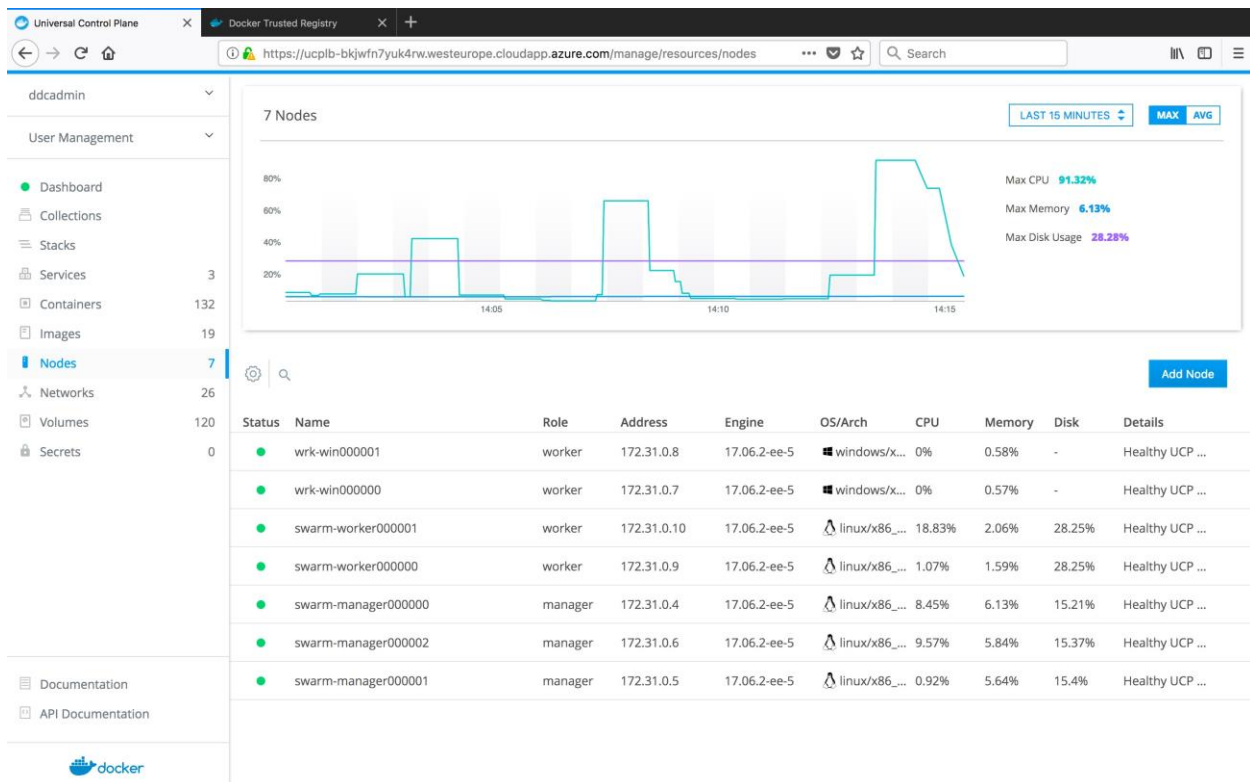 Universal Control Plane
Docker Trusted Registry
https://ucplb-bkjwfn7yuk4rw.westeurope.cloudapp.azure.com/manage/resources/nodes
Search
ddcadmin
User Management
Dashboard
Collections
Stacks
Services 3
Containers 132
Images 19
Nodes 7
Networks 26
Volumes 120
Secrets 0
Documentation
API Documentation
docker
7 Nodes
LAST 15 MINUTES
MAX AVG
80%
60%
40%
20%
14:05 14:10 14:15
Max CPU 91.32%
Max Memory 6.13%
Max Disk Usage 28.28%
Add Node
Status Name Role Address Engine OS/Arch CPU Memory Disk Details
wrk-win000001 worker 172.31.0.8 17.06.2-ee-5 windows/x... 0% 0.58% - Healthy UCP ...
wrk-win000000 worker 172.31.0.7 17.06.2-ee-5 windows/x... 0% 0.57% - Healthy UCP ...
swarm-worker000001 worker 172.31.0.10 17.06.2-ee-5 linux/x86_... 18.83% 2.06% 28.25% Healthy UCP ...
swarm-worker000000 worker 172.31.0.9 17.06.2-ee-5 linux/x86_... 1.07% 1.59% 28.25% Healthy UCP ...
swarm-manager000000 manager 172.31.0.4 17.06.2-ee-5 linux/x86_... 8.45% 6.13% 15.21% Healthy UCP ...
swarm-manager000002 manager 172.31.0.6 17.06.2-ee-5 linux/x86_... 9.57% 5.84% 15.37% Healthy UCP ...
swarm-manager000001 manager 172.31.0.5 17.06.2-ee-5 linux/x86_... 0.92% 5.64% 15.4% Healthy UCP ...